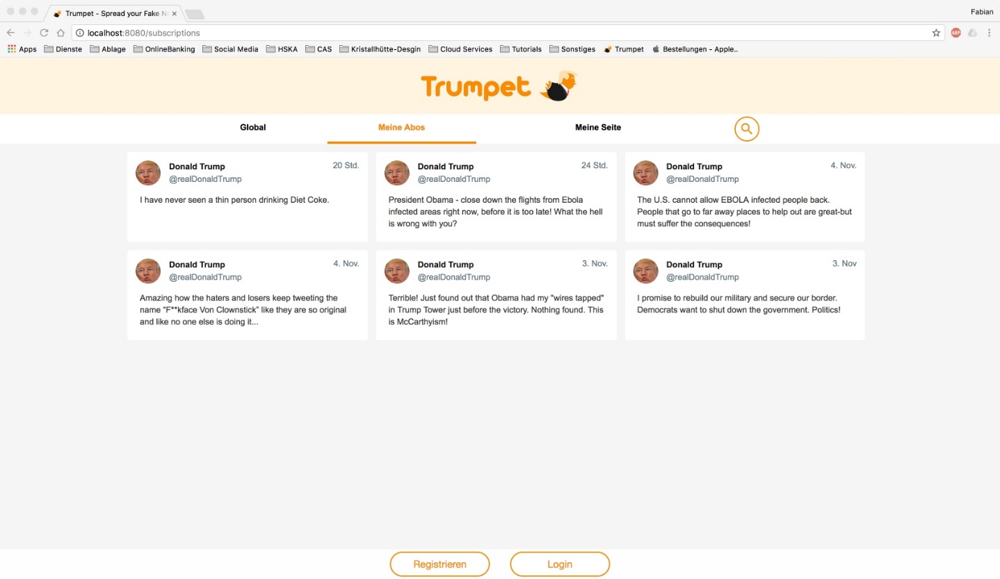 Trumpet - Spread your Fake N
Fabian
localhost:8080/subscriptions
ABP
Apps Dienste Ablage OnlineBanking Social Media HSKA CAS Kristallhütte-Desgin Cloud Services Tutorials Sonstiges Trumpet Bestellungen - Apple..
Trumpet
Global Meine Abos Meine Seite
Donald Trump 20 Std.
@realDonaldTrump
I have never seen a thin person drinking Diet Coke.
Donald Trump 24 Std.
@realDonaldTrump
President Obama - close down the flights from Ebola
infected areas right now, before it is too late! What the hell
is wrong with you?
Donald Trump 4. Nov.
@realDonaldTrump
The U.S. cannot allow EBOLA infected people back.
People that go to far away places to help out are great-but
must suffer the consequences!
Donald Trump 4. Nov.
@realDonaldTrump
Amazing how the haters and losers keep tweeting the
name “F**kface Von Clownstick” like they are so original
and like no one else is doing it...
Donald Trump 3. Nov.
@realDonaldTrump
Terrible! Just found out that Obama had my "wires tapped"
in Trump Tower just before the victory. Nothing found. This
is McCarthyism!
Donald Trump 3. Nov
@realDonaldTrump
I promise to rebuild our military and secure our border.
Democrats want to shut down the government. Politics!
Registrieren Login